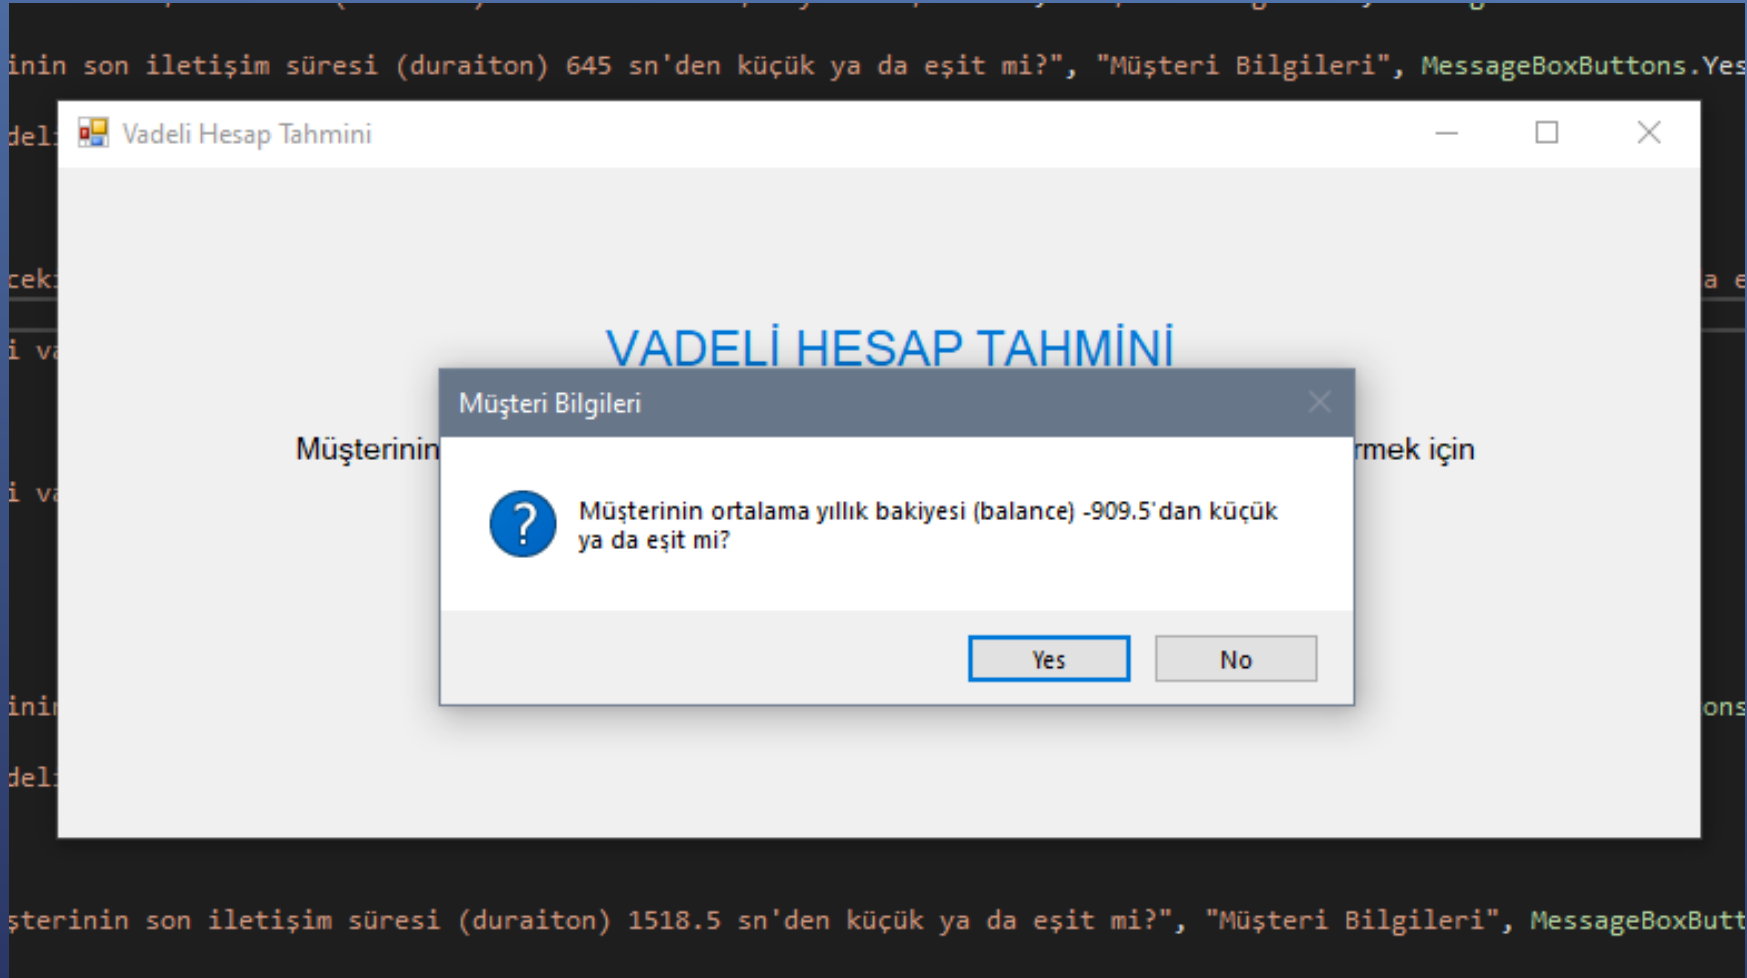 inin son iletişim süresi (duraiton) 645 sn'den küçük ya da eşit mi?", "Müşteri Bilgileri", MessageBoxButtons.Yes
Vadeli Hesap Tahmini
VADELİ HESAP TAHMİNİ
Müşteri Bilgileri
Müşterinin
rmek için
Müşterinin ortalama yıllık bakiyesi (balance) -909.5'dan küçük
ya da eşit mi?
Yes No
şterinin son iletişim süresi (duraiton) 1518.5 sn'den küçük ya da eşit mi?", "Müşteri Bilgileri", MessageBoxButt